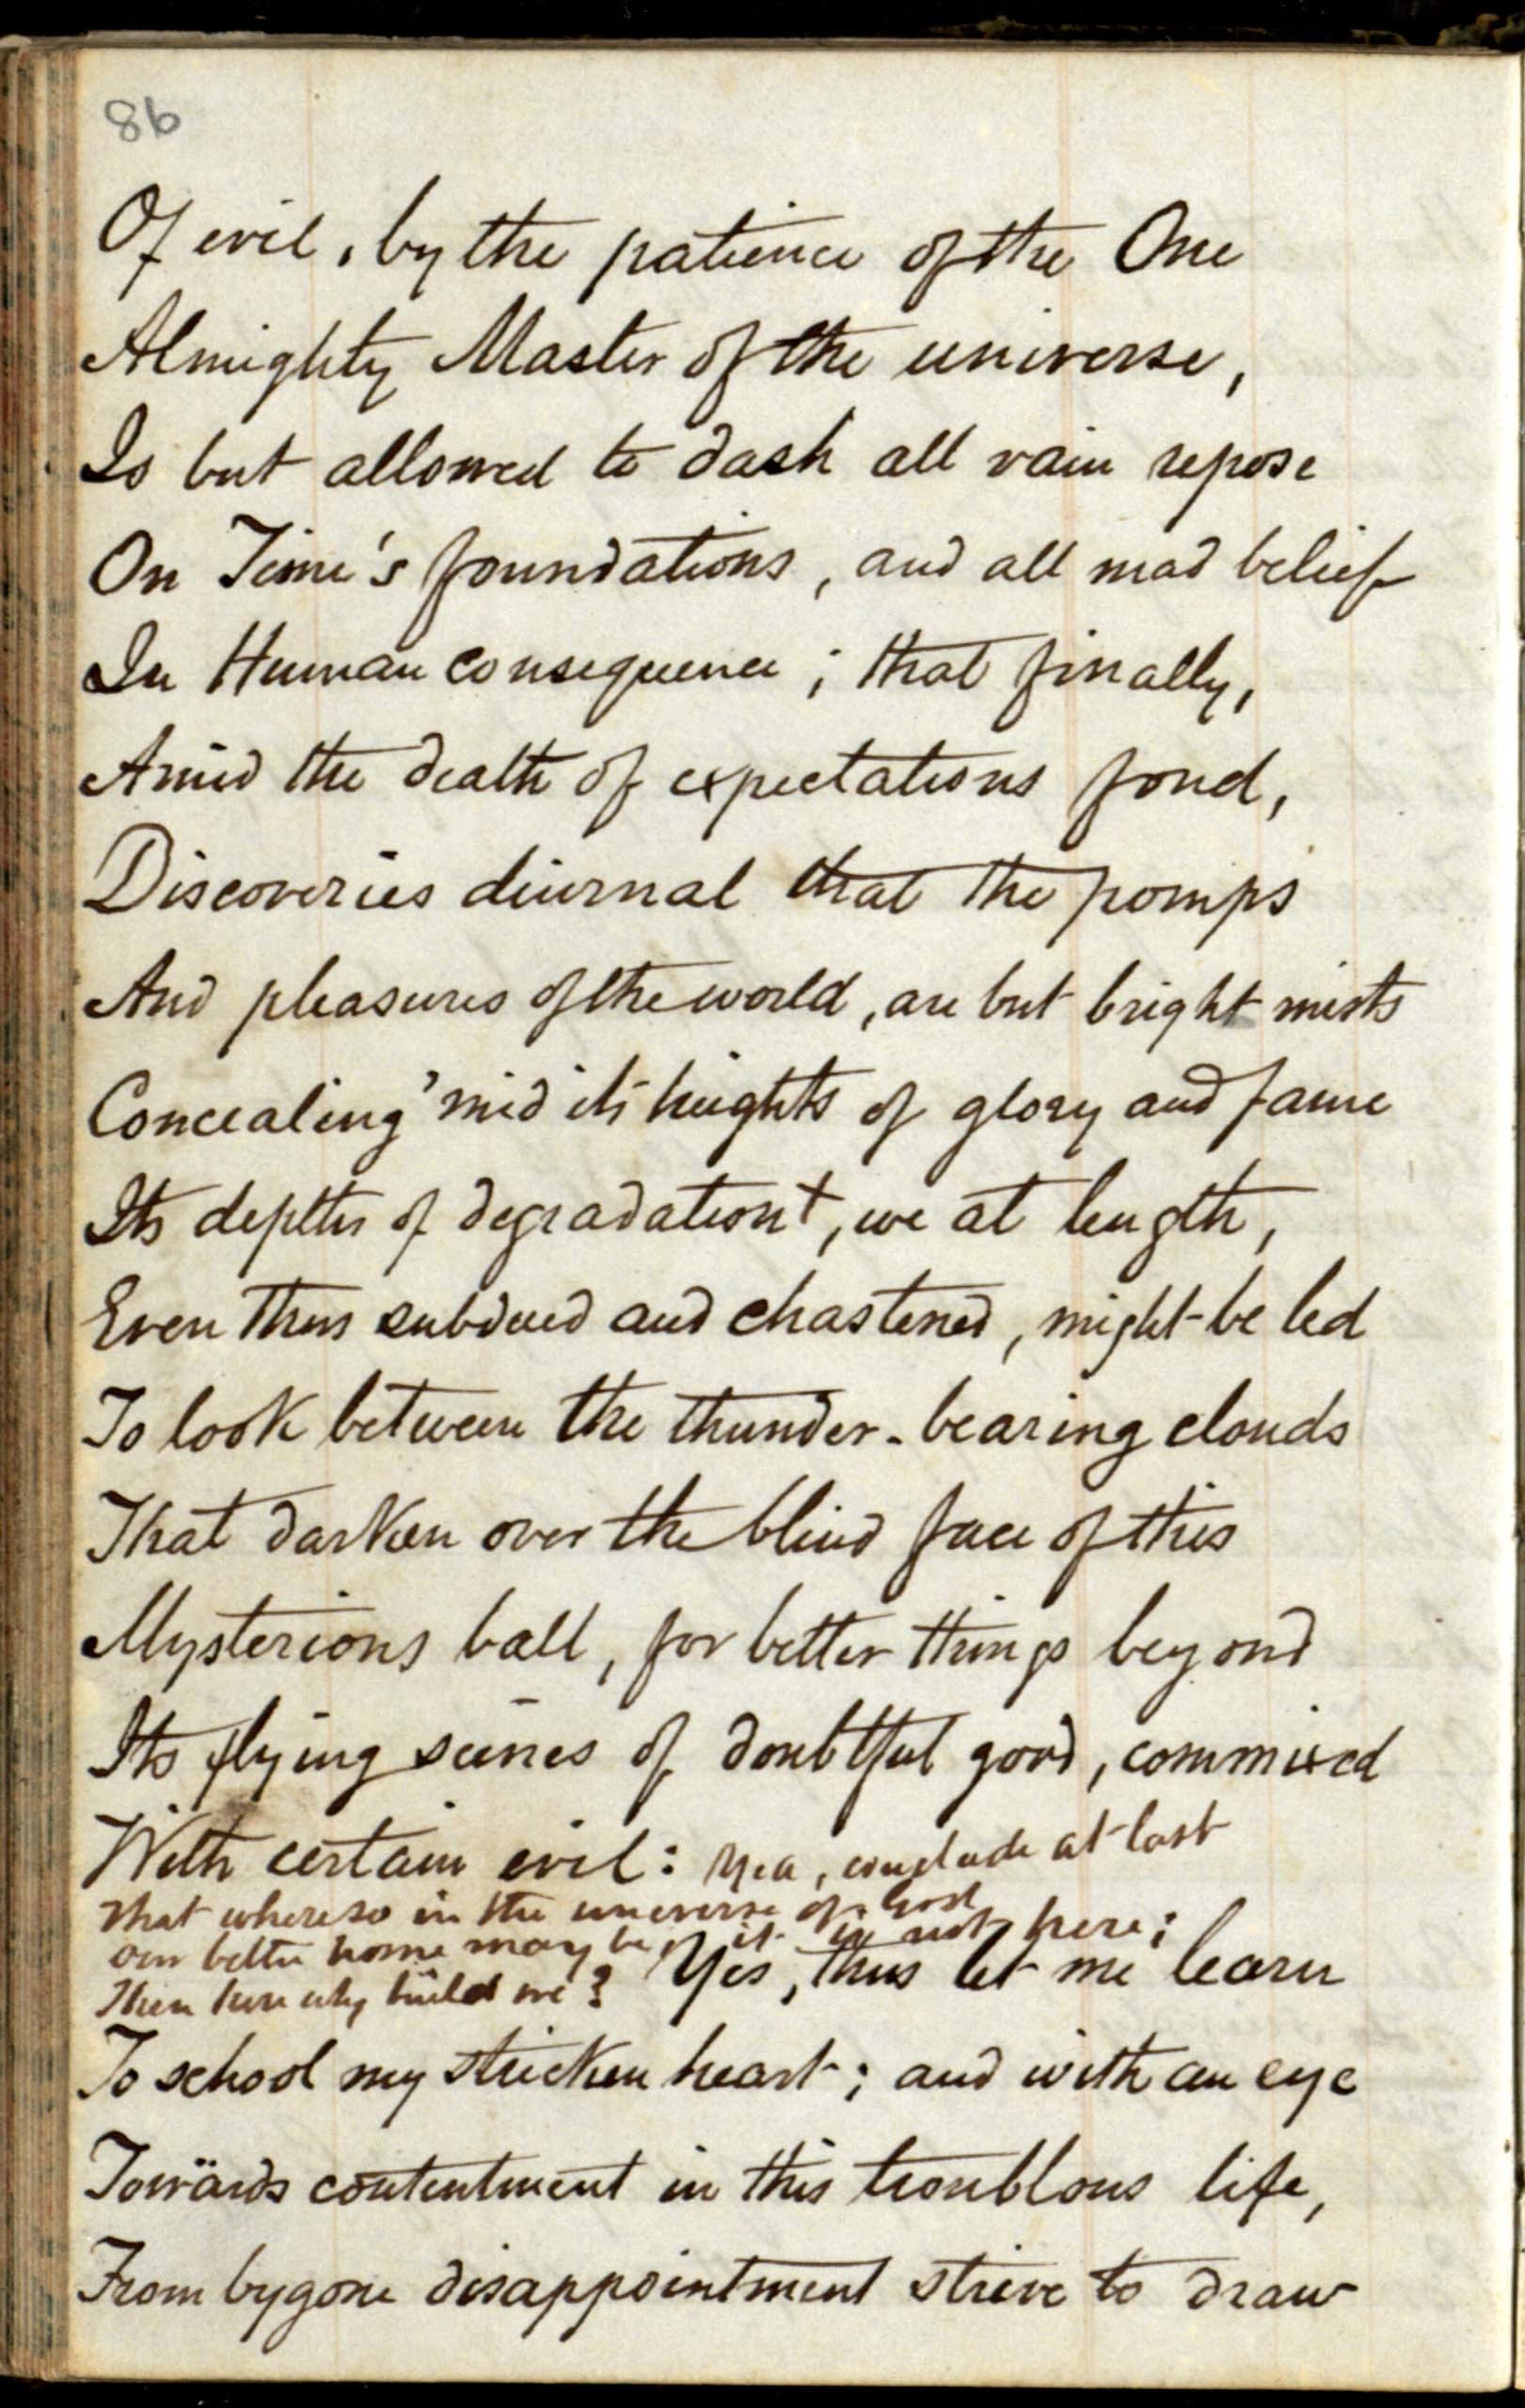 86
Of evil, by the patience of the One
Almighty Master of the universe,
Is but allowed to dash all vain repose
On Time's foundations, and all mad belief
In Human consequence; that finally,
Amid the death of expectations fond,
Discoveries diurnal that the pomps
And pleasures of the world, are but bright mists
Concealing 'mid its heights of glory and fame
Its depths of degradation†, we at length,
Even thus subdued and chastened, might be led
To look between the thunder-bearing clouds
That darken over the blind face of this
Mysterious ball, for better things beyond
Its flying scenes of doubtful good, commixed
With certain evil: Yea, conclude at last
That whereso in the universe of God
Our better home may be, it is not here;
Then here why build we? Yes, thus let me learn
To school my stricken heart; and with an eye
Towärds contentment in this troublous life,
From bygone disappointment strive to draw